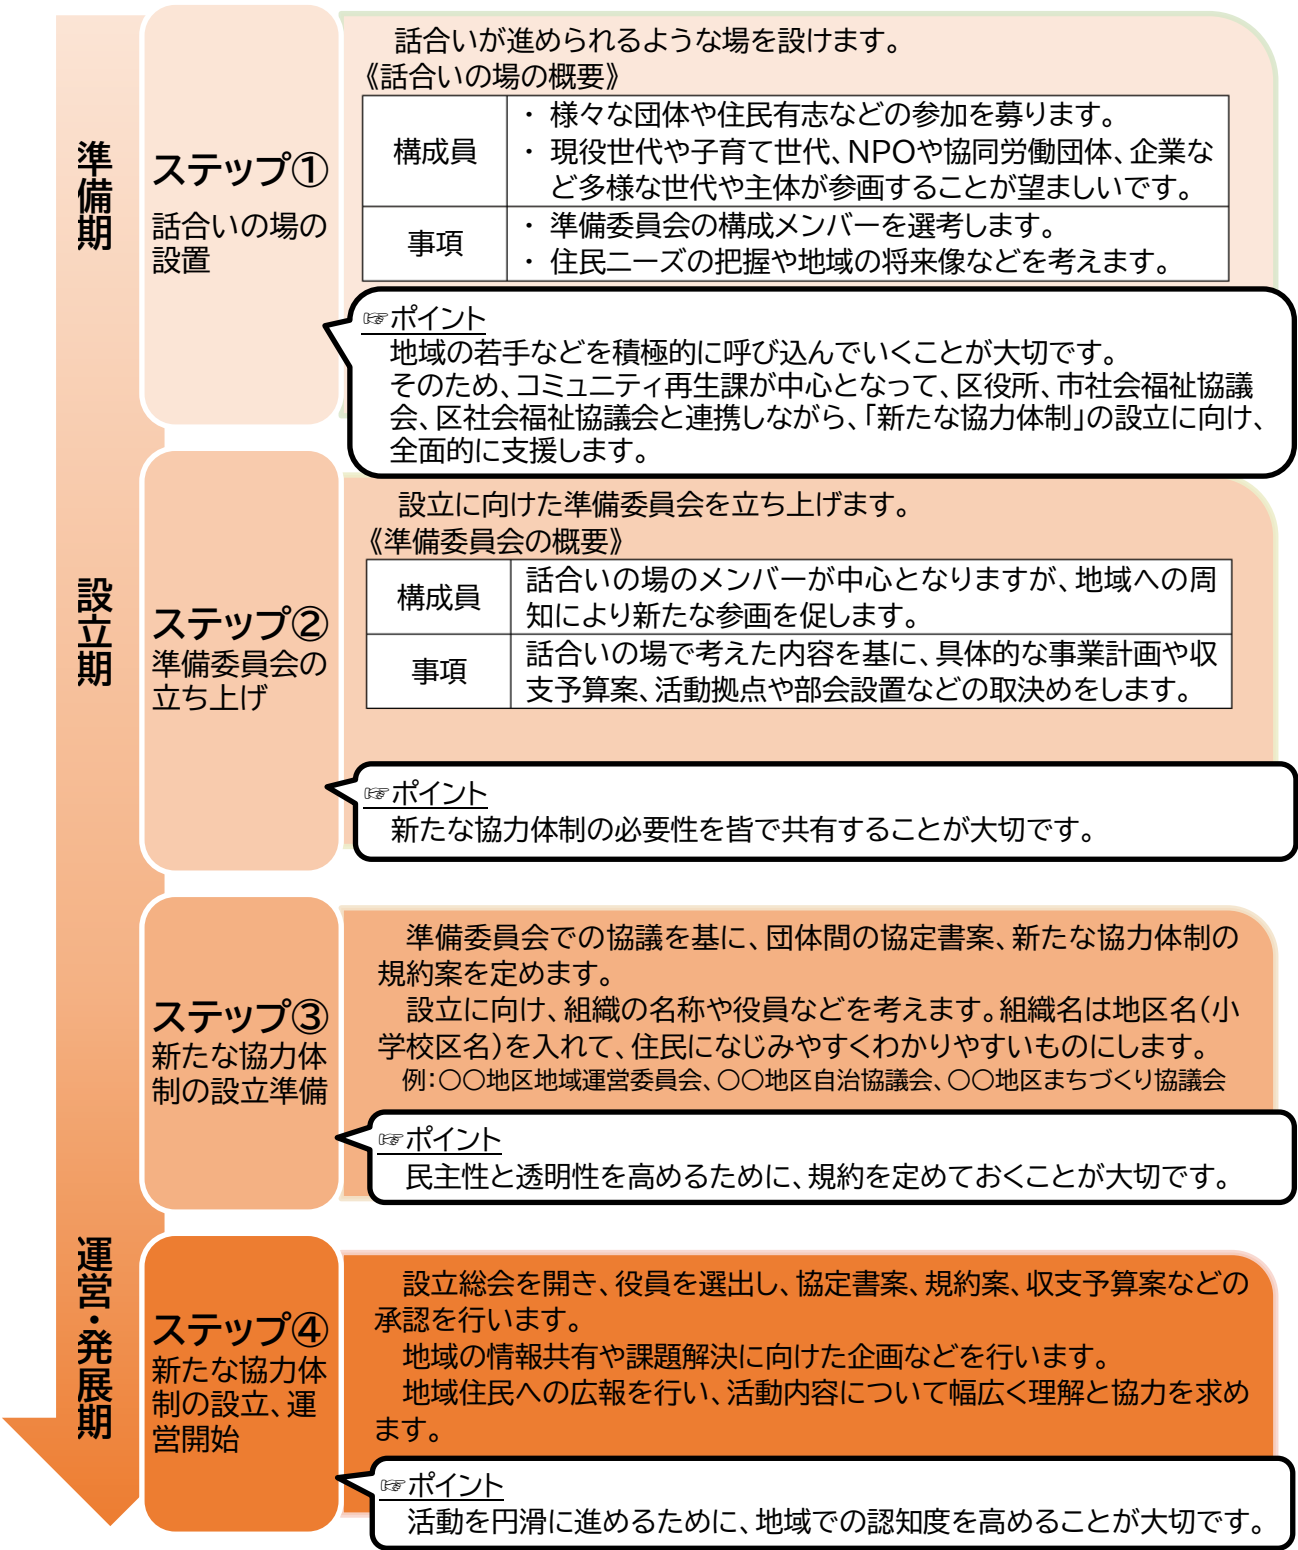 準備期
ステップ①
話合いの場の
設置
話合いが進められるような場を設けます。
《話合いの場の概要》
構成員
・ 様々な団体や住民有志などの参加を募ります。
・ 現役世代や子育て世代、NPOや協同労働団体、企業な
ど多様な世代や主体が参画することが望ましいです。
事項
・ 準備委員会の構成メンバーを選考します。
・ 住民ニーズの把握や地域の将来像などを考えます。
☞ポイント
地域の若手などを積極的に呼び込んでいくことが大切です。
そのため、コミュニティ再生課が中心となって、区役所、市社会福祉協議
会、区社会福祉協議会と連携しながら、「新たな協力体制」の設立に向け、
全面的に支援します。
設立期
ステップ②
準備委員会の
立ち上げ
設立に向けた準備委員会を立ち上げます。
《準備委員会の概要》
構成員
話合いの場のメンバーが中心となりますが、地域への周
知により新たな参画を促します。
事項
話合いの場で考えた内容を基に、具体的な事業計画や収
支予算案、活動拠点や部会設置などの取決めをします。
☞ポイント
新たな協力体制の必要性を皆で共有することが大切です。
ステップ③
新たな協力体
制の設立準備
準備委員会での協議を基に、団体間の協定書案、新たな協力体制の
規約案を定めます。
設立に向け、組織の名称や役員などを考えます。組織名は地区名(小
学校区名)を入れて、住民になじみやすくわかりやすいものにします。
例:〇〇地区地域運営委員会、〇〇地区自治協議会、〇〇地区まちづくり協議会
☞ポイント
民主性と透明性を高めるために、規約を定めておくことが大切です。
運営・発展期
ステップ④
新たな協力体
制の設立、運
営開始
設立総会を開き、役員を選出し、協定書案、規約案、収支予算案などの
承認を行います。
地域の情報共有や課題解決に向けた企画などを行います。
地域住民への広報を行い、活動内容について幅広く理解と協力を求め
ます。
☞ポイント
活動を円滑に進めるために、地域での認知度を高めることが大切です。